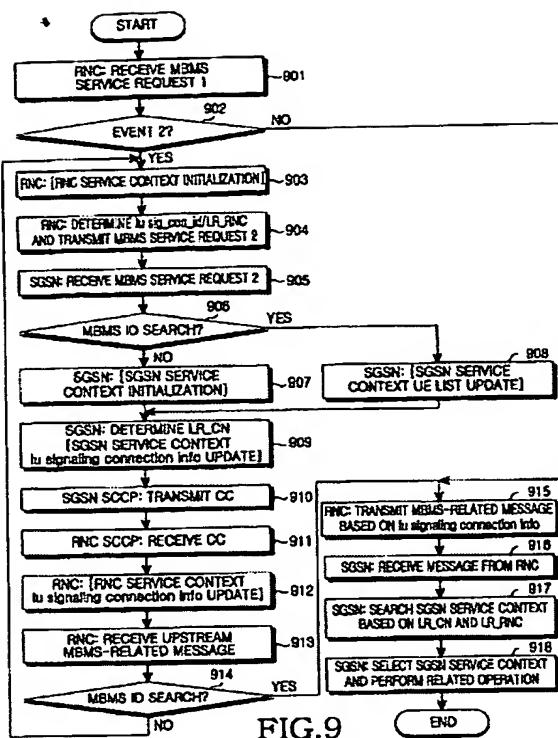 START
RNC: RECEIVE MBMS
SERVICE REQUEST 1
901
902
EVENT 2?
NO
YES
RNC: [RNC SERVICE CONTEXT INITIALIZATION]
903
RNC: DETERMINE Iu sig_con_id/LR_RNC
AND TRANSMIT MBMS SERVICE REQUEST 2
904
SGSN: RECEIVE MBMS SERVICE REQUEST 2
905
906
MBMS ID SEARCH?
YES
NO
SGSN: [SGSN SERVICE
CONTEXT INITIALIZATION]
907
908
SGSN: [SGSN SERVICE
CONTEXT UE LIST UPDATE]
SGSN: DETERMINE LR_CN
[SGSN SERVICE CONTEXT
Iu signaling connection info UPDATE]
909
SGSN SCCP: TRANSMIT CC
910
RNC SCCP: RECEIVE CC
911
RNC: [RNC SERVICE CONTEXT
Iu signaling connection info UPDATE]
912
RNC: RECEIVE UPSTREAM
MBMS-RELATED MESSAGE
913
914
MBMS ID SEARCH?
YES
NO
915
RNC: TRANSMIT MBMS-RELATED MESSAGE
BASED ON Iu signaling connection info
916
SGSN: RECEIVE MESSAGE FROM RNC
917
SGSN: SEARCH SGSN SERVICE CONTEXT
BASED ON LR_CN AND LR_RNC
918
SGSN: SELECT SGSN SERVICE CONTEXT
AND PERFORM RELATED OPERATION
END
FIG.9